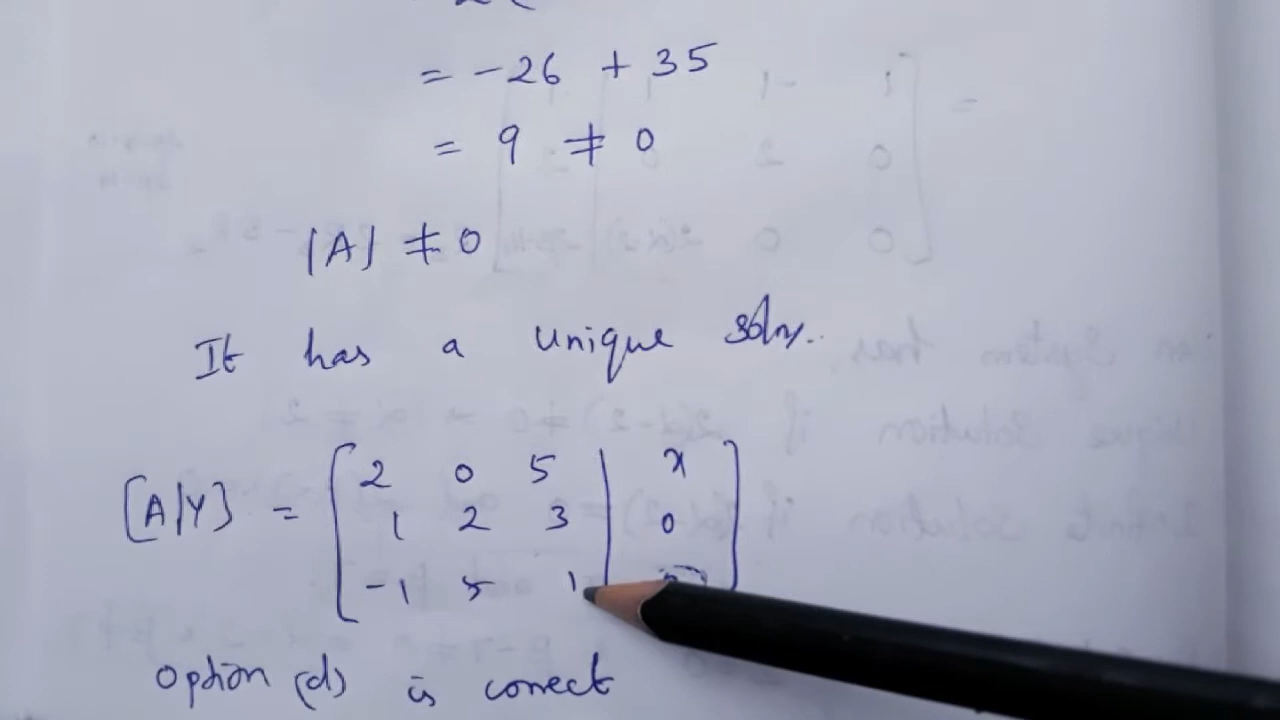 = -26 + 35
= 9 ≠ 0
|A| ≠ 0
It has a unique soln.
[A|Y] = [ 2 0 5 | x ]
1 2 3 | 0
-1 5 1 |
option (d) is correct